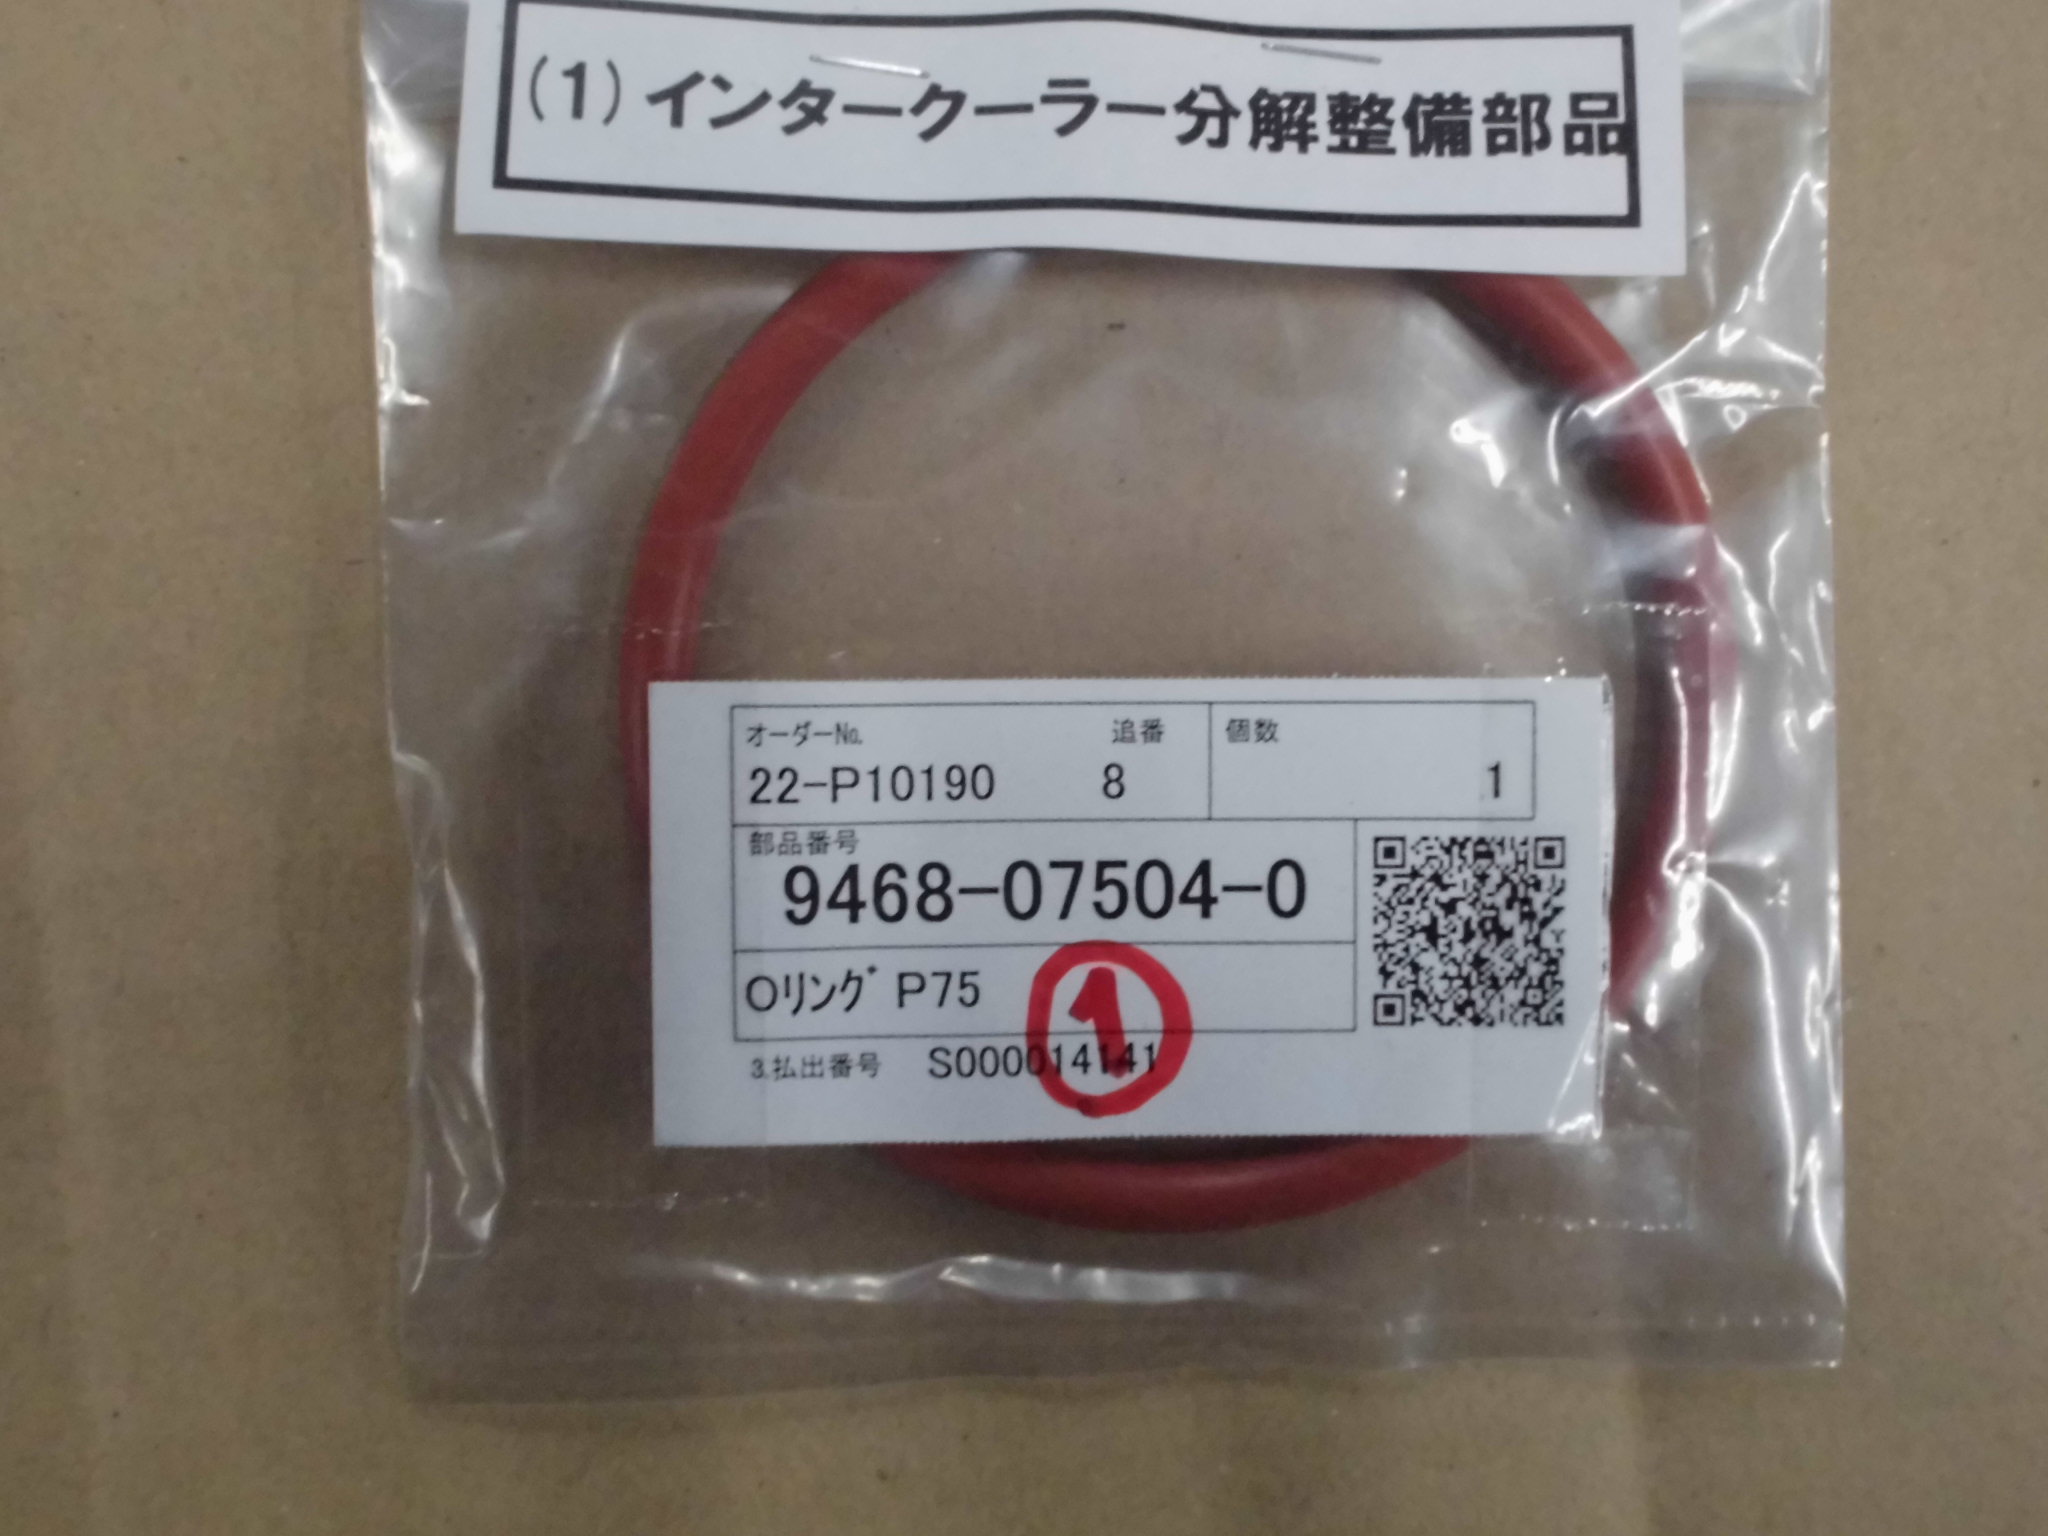 (1)インタークーラー分解整備部品
オーダーNo. 追番 個数
22-P10190 8 1
部品番号
9468-07504-0
Oリング P75
1
3.払出番号 S000014141